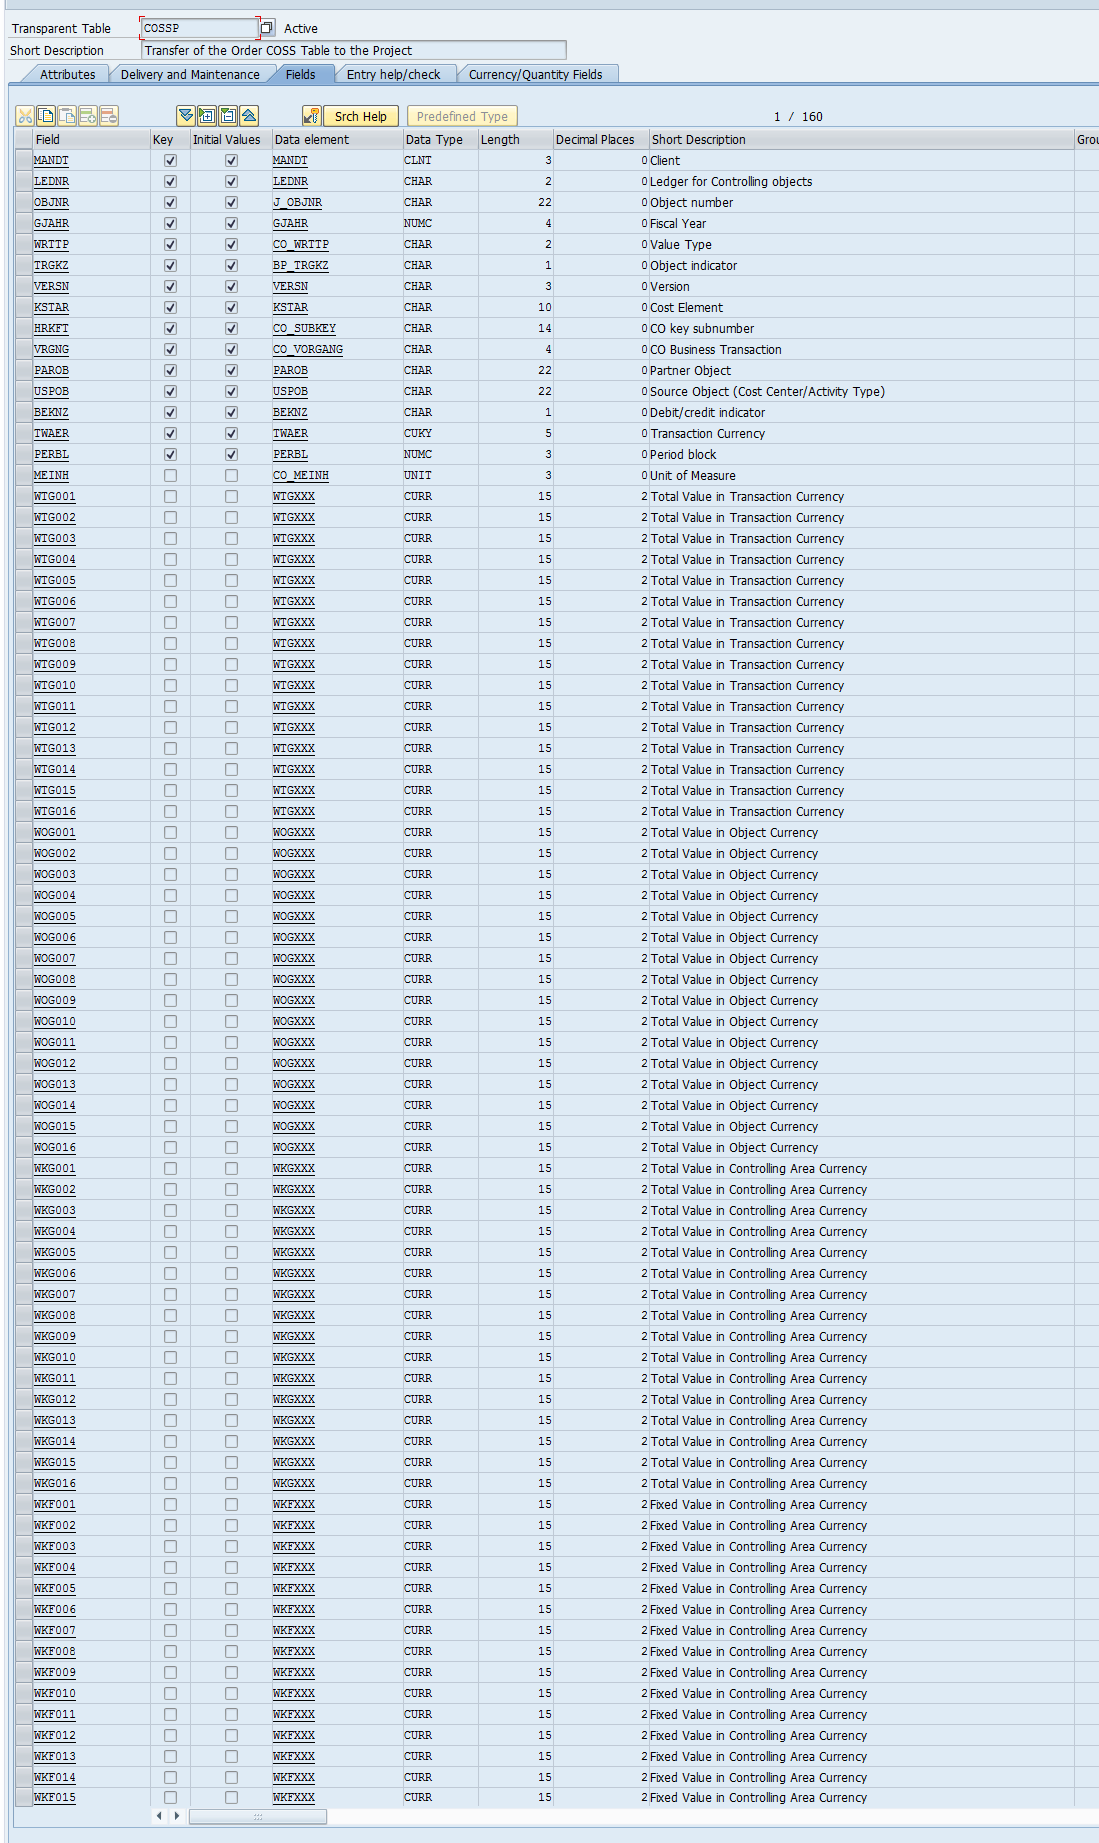 Transparent Table COSSP Active
Short Description Transfer of the Order COSS Table to the Project
Attributes Delivery and Maintenance Fields Entry help/check Currency/Quantity Fields
Srch Help Predefined Type 1 / 160
Field Key Initial Values Data element Data Type Length Decimal Places Short Description Grou
MANDT MANDT CLNT 3 0 Client
LEDNR LEDNR CHAR 2 0 Ledger for Controlling objects
OBJNR J_OBJNR CHAR 22 0 Object number
GJAHR GJAHR NUMC 4 0 Fiscal Year
WRTTP CO_WRTTP CHAR 2 0 Value Type
TRGKZ BP_TRGKZ CHAR 1 0 Object indicator
VERSN VERSN CHAR 3 0 Version
KSTAR KSTAR CHAR 10 0 Cost Element
HRKFT CO_SUBKEY CHAR 14 0 CO key subnumber
VRGNG CO_VORGANG CHAR 4 0 CO Business Transaction
PAROB PAROB CHAR 22 0 Partner Object
USPOB USPOB CHAR 22 0 Source Object (Cost Center/Activity Type)
BEKNZ BEKNZ CHAR 1 0 Debit/credit indicator
TWAER TWAER CUKY 5 0 Transaction Currency
PERBL PERBL NUMC 3 0 Period block
MEINH CO_MEINH UNIT 3 0 Unit of Measure
WTG001 WTGXXX CURR 15 2 Total Value in Transaction Currency
WTG002 WTGXXX CURR 15 2 Total Value in Transaction Currency
WTG003 WTGXXX CURR 15 2 Total Value in Transaction Currency
WTG004 WTGXXX CURR 15 2 Total Value in Transaction Currency
WTG005 WTGXXX CURR 15 2 Total Value in Transaction Currency
WTG006 WTGXXX CURR 15 2 Total Value in Transaction Currency
WTG007 WTGXXX CURR 15 2 Total Value in Transaction Currency
WTG008 WTGXXX CURR 15 2 Total Value in Transaction Currency
WTG009 WTGXXX CURR 15 2 Total Value in Transaction Currency
WTG010 WTGXXX CURR 15 2 Total Value in Transaction Currency
WTG011 WTGXXX CURR 15 2 Total Value in Transaction Currency
WTG012 WTGXXX CURR 15 2 Total Value in Transaction Currency
WTG013 WTGXXX CURR 15 2 Total Value in Transaction Currency
WTG014 WTGXXX CURR 15 2 Total Value in Transaction Currency
WTG015 WTGXXX CURR 15 2 Total Value in Transaction Currency
WTG016 WTGXXX CURR 15 2 Total Value in Transaction Currency
WOG001 WOGXXX CURR 15 2 Total Value in Object Currency
WOG002 WOGXXX CURR 15 2 Total Value in Object Currency
WOG003 WOGXXX CURR 15 2 Total Value in Object Currency
WOG004 WOGXXX CURR 15 2 Total Value in Object Currency
WOG005 WOGXXX CURR 15 2 Total Value in Object Currency
WOG006 WOGXXX CURR 15 2 Total Value in Object Currency
WOG007 WOGXXX CURR 15 2 Total Value in Object Currency
WOG008 WOGXXX CURR 15 2 Total Value in Object Currency
WOG009 WOGXXX CURR 15 2 Total Value in Object Currency
WOG010 WOGXXX CURR 15 2 Total Value in Object Currency
WOG011 WOGXXX CURR 15 2 Total Value in Object Currency
WOG012 WOGXXX CURR 15 2 Total Value in Object Currency
WOG013 WOGXXX CURR 15 2 Total Value in Object Currency
WOG014 WOGXXX CURR 15 2 Total Value in Object Currency
WOG015 WOGXXX CURR 15 2 Total Value in Object Currency
WOG016 WOGXXX CURR 15 2 Total Value in Object Currency
WKG001 WKGXXX CURR 15 2 Total Value in Controlling Area Currency
WKG002 WKGXXX CURR 15 2 Total Value in Controlling Area Currency
WKG003 WKGXXX CURR 15 2 Total Value in Controlling Area Currency
WKG004 WKGXXX CURR 15 2 Total Value in Controlling Area Currency
WKG005 WKGXXX CURR 15 2 Total Value in Controlling Area Currency
WKG006 WKGXXX CURR 15 2 Total Value in Controlling Area Currency
WKG007 WKGXXX CURR 15 2 Total Value in Controlling Area Currency
WKG008 WKGXXX CURR 15 2 Total Value in Controlling Area Currency
WKG009 WKGXXX CURR 15 2 Total Value in Controlling Area Currency
WKG010 WKGXXX CURR 15 2 Total Value in Controlling Area Currency
WKG011 WKGXXX CURR 15 2 Total Value in Controlling Area Currency
WKG012 WKGXXX CURR 15 2 Total Value in Controlling Area Currency
WKG013 WKGXXX CURR 15 2 Total Value in Controlling Area Currency
WKG014 WKGXXX CURR 15 2 Total Value in Controlling Area Currency
WKG015 WKGXXX CURR 15 2 Total Value in Controlling Area Currency
WKG016 WKGXXX CURR 15 2 Total Value in Controlling Area Currency
WKF001 WKFXXX CURR 15 2 Fixed Value in Controlling Area Currency
WKF002 WKFXXX CURR 15 2 Fixed Value in Controlling Area Currency
WKF003 WKFXXX CURR 15 2 Fixed Value in Controlling Area Currency
WKF004 WKFXXX CURR 15 2 Fixed Value in Controlling Area Currency
WKF005 WKFXXX CURR 15 2 Fixed Value in Controlling Area Currency
WKF006 WKFXXX CURR 15 2 Fixed Value in Controlling Area Currency
WKF007 WKFXXX CURR 15 2 Fixed Value in Controlling Area Currency
WKF008 WKFXXX CURR 15 2 Fixed Value in Controlling Area Currency
WKF009 WKFXXX CURR 15 2 Fixed Value in Controlling Area Currency
WKF010 WKFXXX CURR 15 2 Fixed Value in Controlling Area Currency
WKF011 WKFXXX CURR 15 2 Fixed Value in Controlling Area Currency
WKF012 WKFXXX CURR 15 2 Fixed Value in Controlling Area Currency
WKF013 WKFXXX CURR 15 2 Fixed Value in Controlling Area Currency
WKF014 WKFXXX CURR 15 2 Fixed Value in Controlling Area Currency
WKF015 WKFXXX CURR 15 2 Fixed Value in Controlling Area Currency